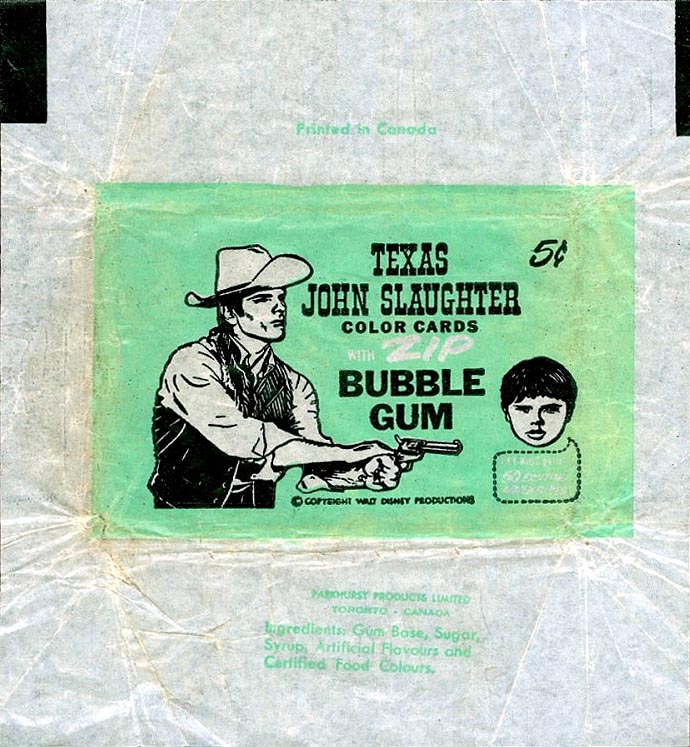 Printed in Canada
5¢
TEXAS
JOHN SLAUGHTER
COLOR CARDS
WITH ZIP
BUBBLE
GUM
© COPYRIGHT WALT DISNEY PRODUCTIONS
PARKHURST PRODUCTS LIMITED
TORONTO - CANADA
Ingredients: Gum Base, Sugar,
Syrup, Artificial Flavours and
Certified Food Colours.